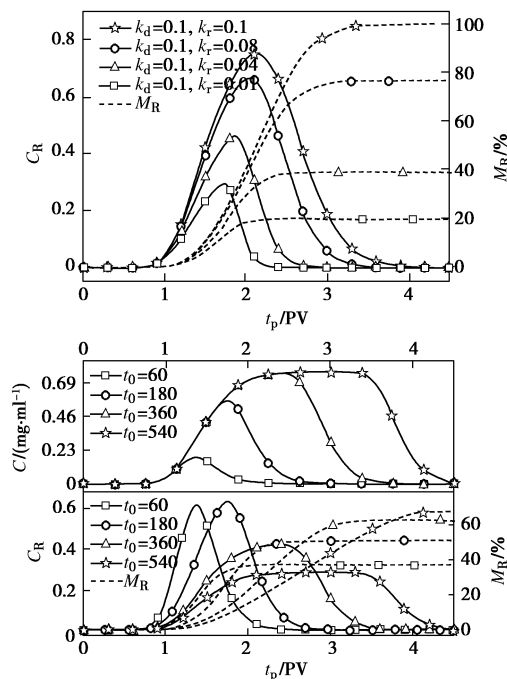 0.8
0.6
0.4
0.2
0
C_R
k_d=0.1, k_r=0.1
k_d=0.1, k_r=0.08
k_d=0.1, k_r=0.04
k_d=0.1, k_r=0.01
M_R
100
80
60
40
20
0
M_R/%
0 1 2 3 4
t_p/PV
0 1 2 3 4
0.69
0.46
0.23
0
C/(mg·ml⁻¹)
t_0=60
t_0=180
t_0=360
t_0=540
0.6
0.4
0.2
0
C_R
t_0=60
t_0=180
t_0=360
t_0=540
M_R
60
40
20
0
M_R/%
0 1 2 3 4
t_p/PV